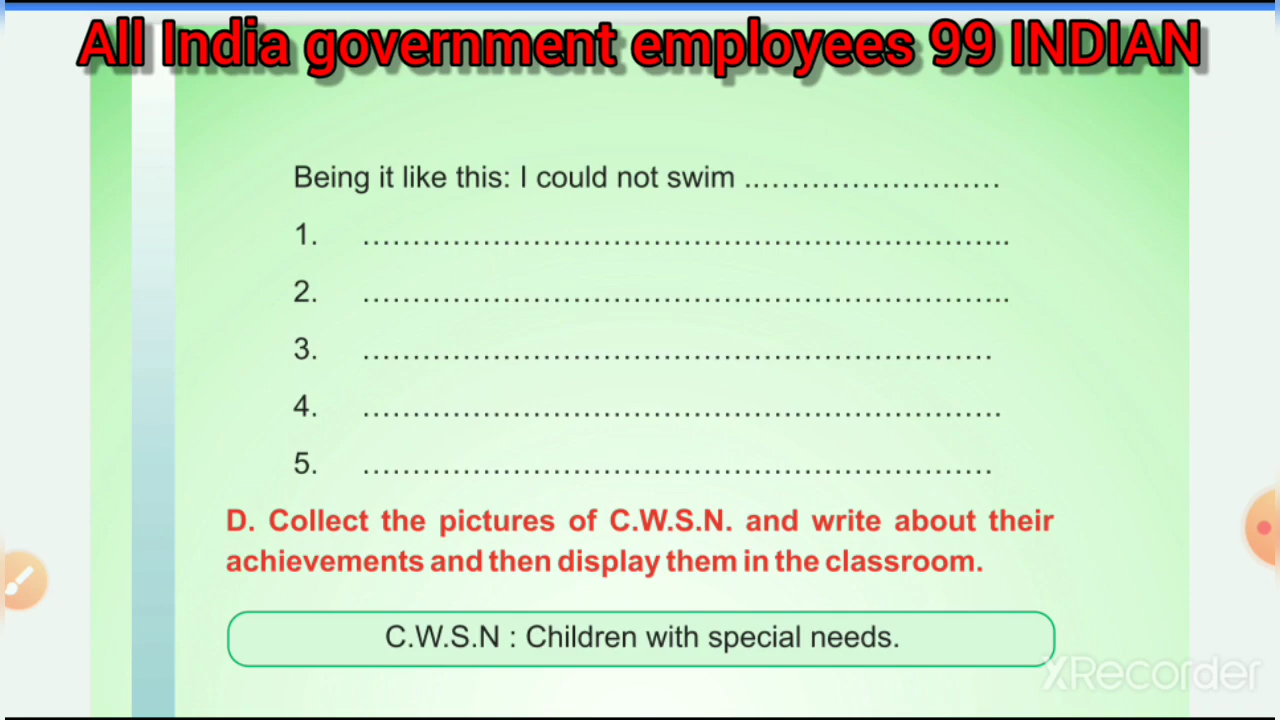 All India government employees 99 INDIAN
Being it like this: I could not swim ...........................
1. ................................................................
2. ................................................................
3. ..............................................................
4. ...............................................................
5. ..............................................................
D. Collect the pictures of C.W.S.N. and write about their
achievements and then display them in the classroom.
C.W.S.N : Children with special needs.
XRecorder